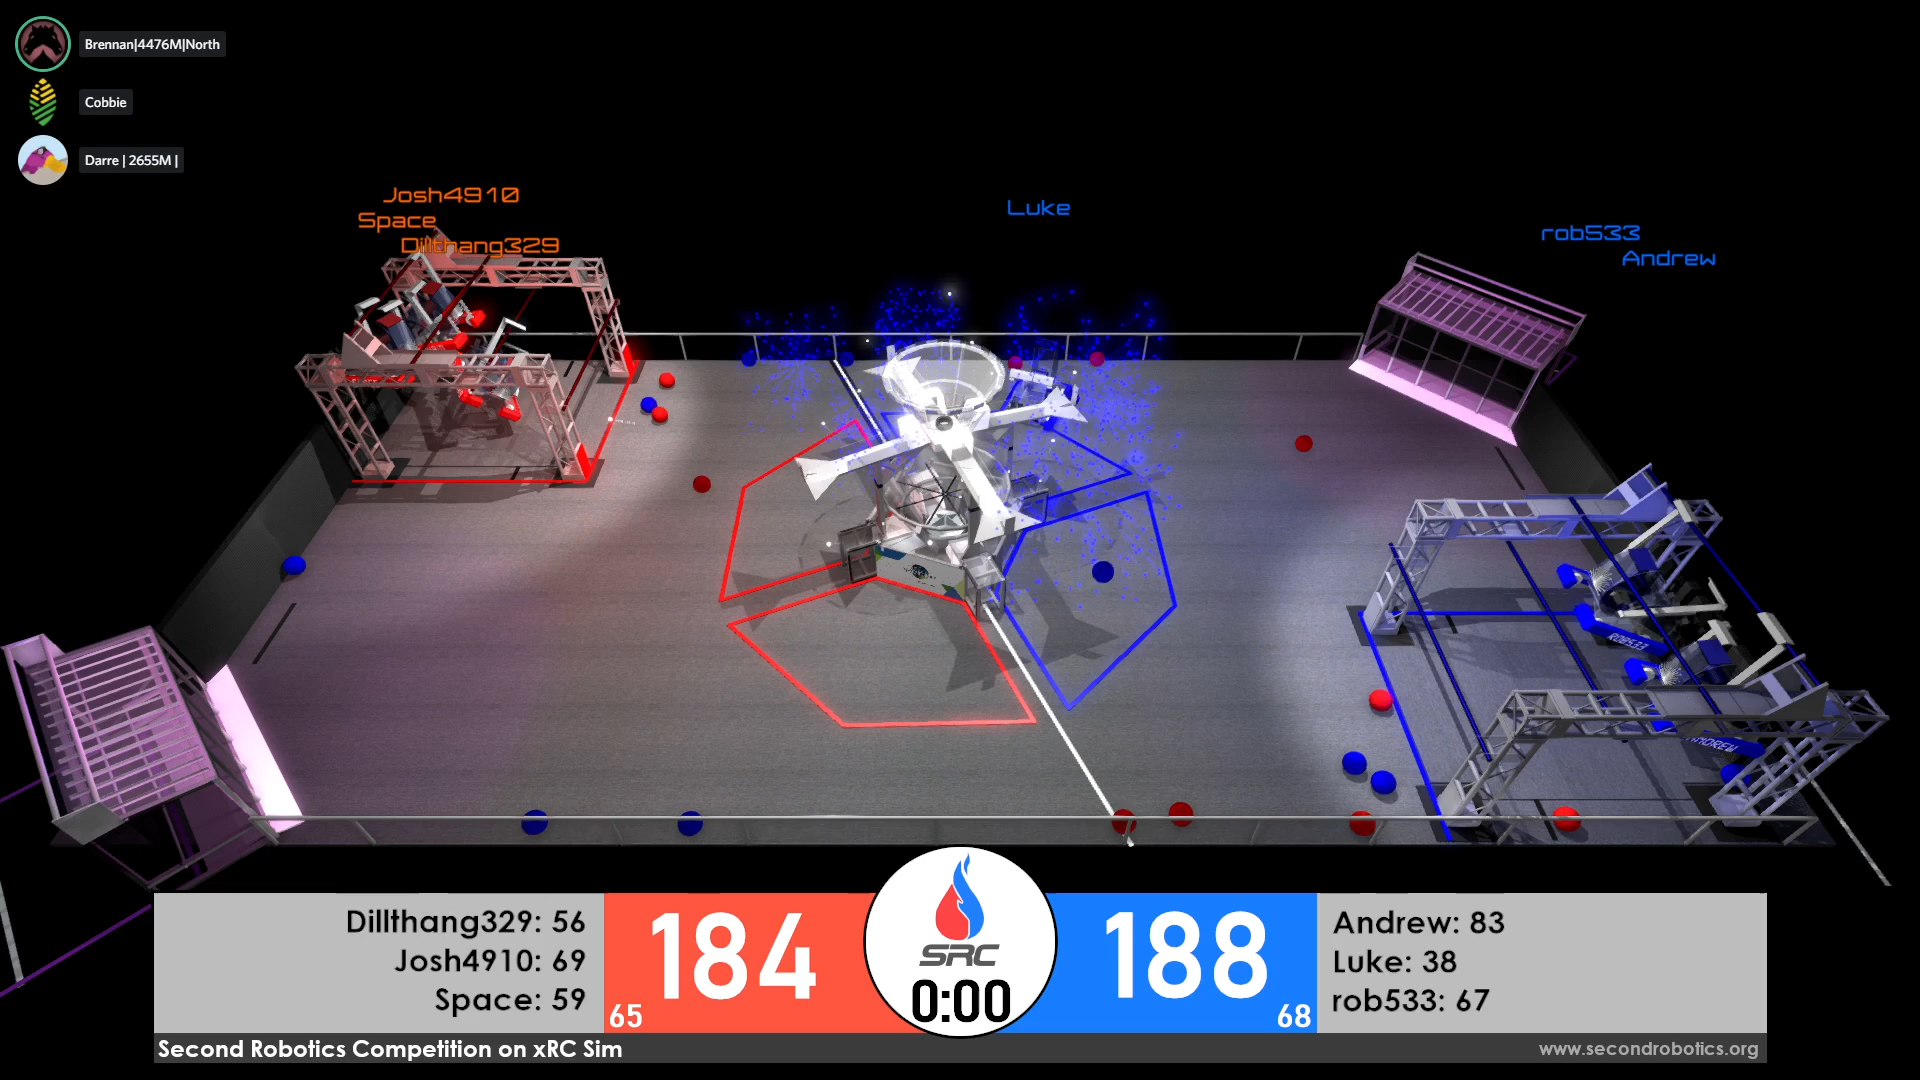 Brennan|4476M|North
Cobbie
Darre | 2655M |
Josh4910
Space
Dillthang329
Luke
rob533
Andrew
ROB533
ANDREW
Dillthang329: 56
Josh4910: 69
Space: 59
65
184
SRC
0:00
188
68
Andrew: 83
Luke: 38
rob533: 67
Second Robotics Competition on xRC Sim
www.secondrobotics.org